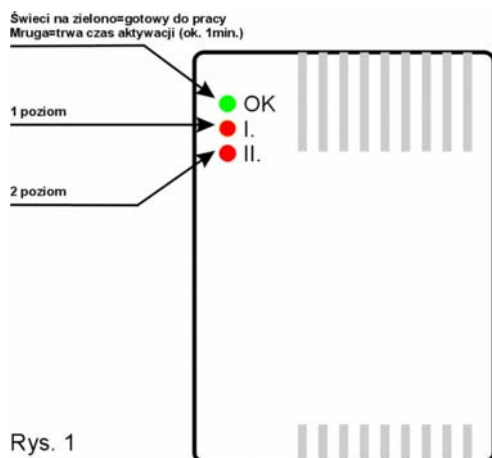 Świeci na zielono=gotowy do pracy
Mruga=trwa czas aktywacji (ok. 1min.)
OK
1 poziom
I.
II.
2 poziom
Rys. 1